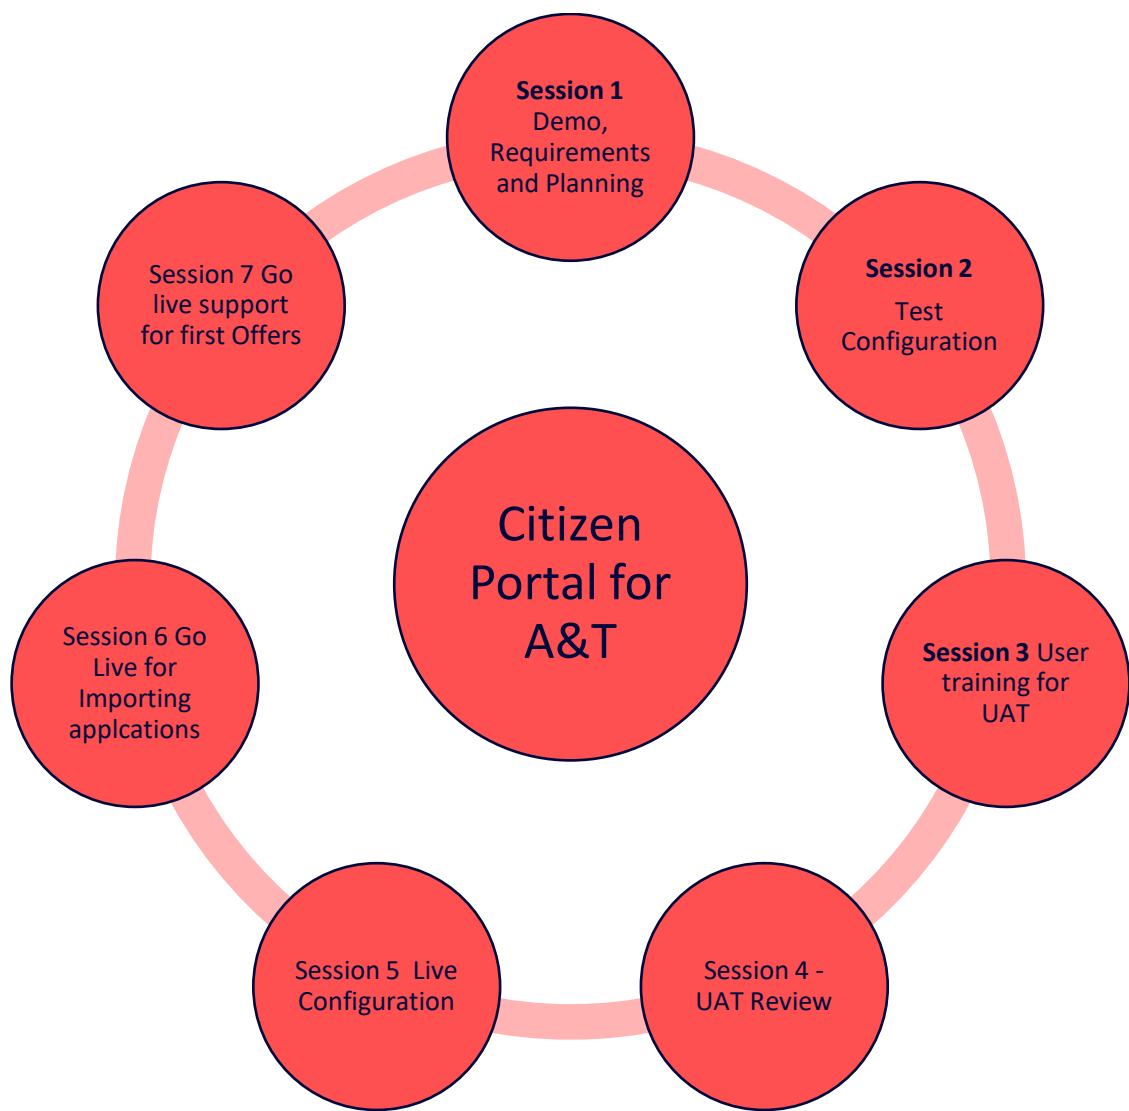 Session 1
Demo,
Requirements
and Planning
Session 2
Test
Configuration
Session 3 User
training for
UAT
Session 4 -
UAT Review
Session 5  Live
Configuration
Session 6 Go
Live for
Importing
applcations
Session 7 Go
live support
for first Offers
Citizen
Portal for
A&T